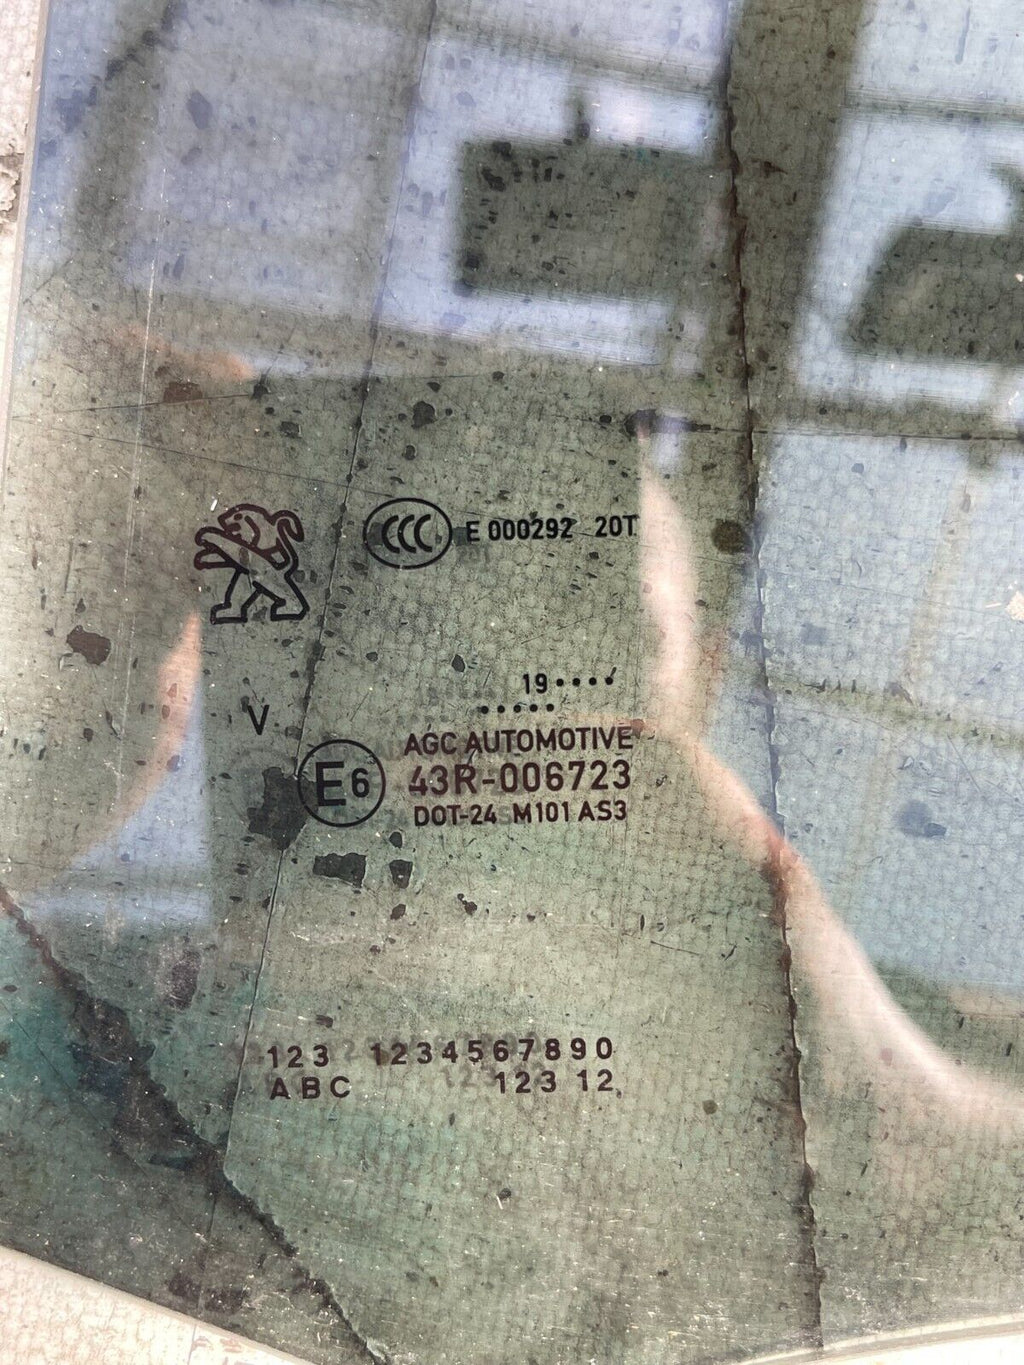 CCC E 000292 20T
19••••
•••••
V
AGC AUTOMOTIVE
E6 43R-006723
DOT-24 M101 AS3
123 1234567890
ABC 123 12